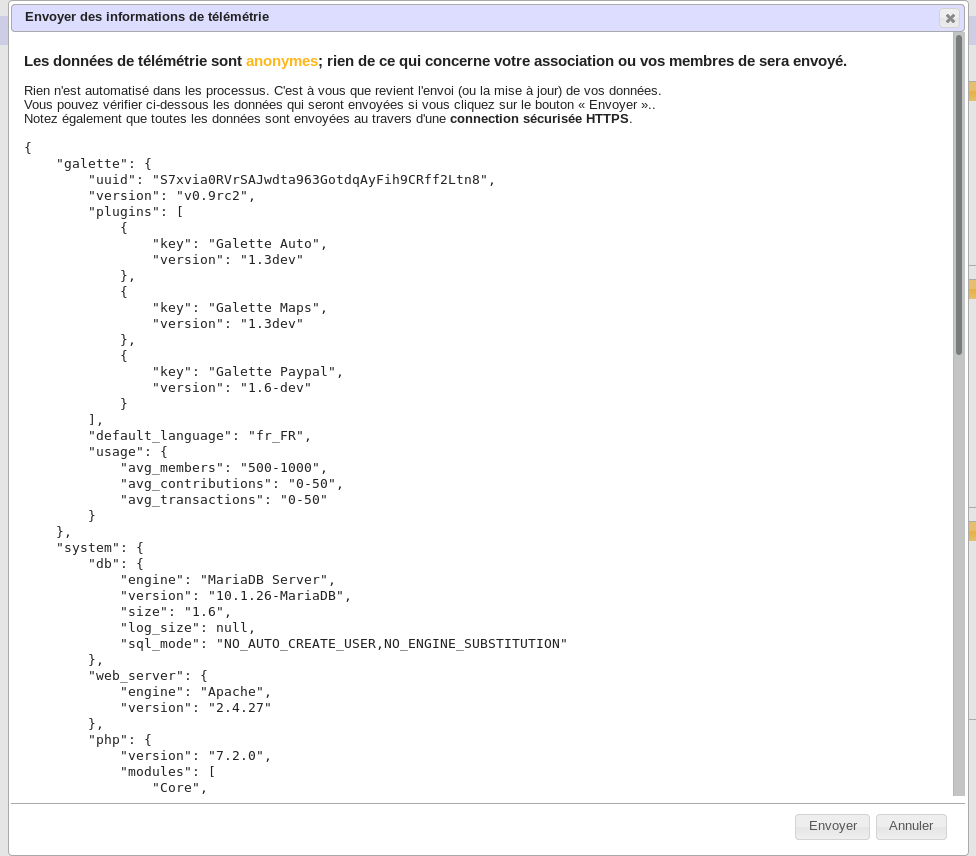 Envoyer des informations de télémétrie
Les données de télémétrie sont anonymes; rien de ce qui concerne votre association ou vos membres de sera envoyé.
Rien n'est automatisé dans les processus. C'est à vous que revient l'envoi (ou la mise à jour) de vos données.
Vous pouvez vérifier ci-dessous les données qui seront envoyées si vous cliquez sur le bouton « Envoyer »..
Notez également que toutes les données sont envoyées au travers d'une connection sécurisée HTTPS.
{
    "galette": {
        "uuid": "S7xvia0RVrSAJwdta963GotdqAyFih9CRff2Ltn8",
        "version": "v0.9rc2",
        "plugins": [
            {
                "key": "Galette Auto",
                "version": "1.3dev"
            },
            {
                "key": "Galette Maps",
                "version": "1.3dev"
            },
            {
                "key": "Galette Paypal",
                "version": "1.6-dev"
            }
        ],
        "default_language": "fr_FR",
        "usage": {
            "avg_members": "500-1000",
            "avg_contributions": "0-50",
            "avg_transactions": "0-50"
        }
    },
    "system": {
        "db": {
            "engine": "MariaDB Server",
            "version": "10.1.26-MariaDB",
            "size": "1.6",
            "log_size": null,
            "sql_mode": "NO_AUTO_CREATE_USER,NO_ENGINE_SUBSTITUTION"
        },
        "web_server": {
            "engine": "Apache",
            "version": "2.4.27"
        },
        "php": {
            "version": "7.2.0",
            "modules": [
                "Core",
Envoyer
Annuler